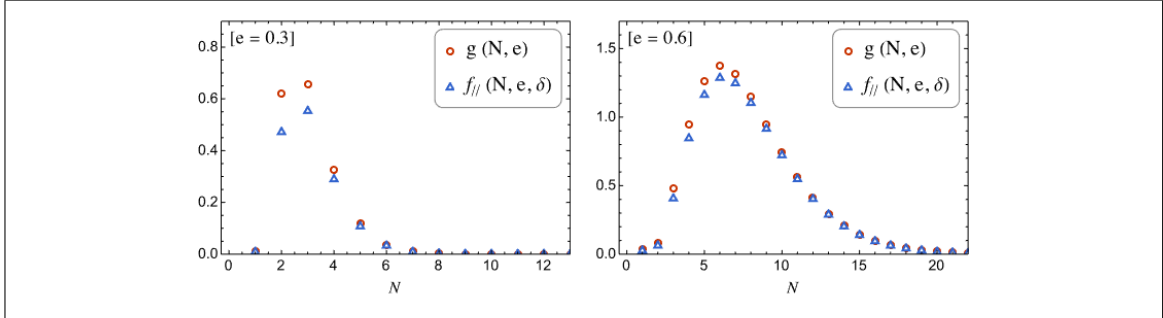 [e = 0.3]
g (N, e)
f// (N, e, δ)
0.8
0.6
0.4
0.2
0.0
0 2 4 6 8 10 12
N
[e = 0.6]
g (N, e)
f// (N, e, δ)
1.5
1.0
0.5
0.0
0 5 10 15 20
N